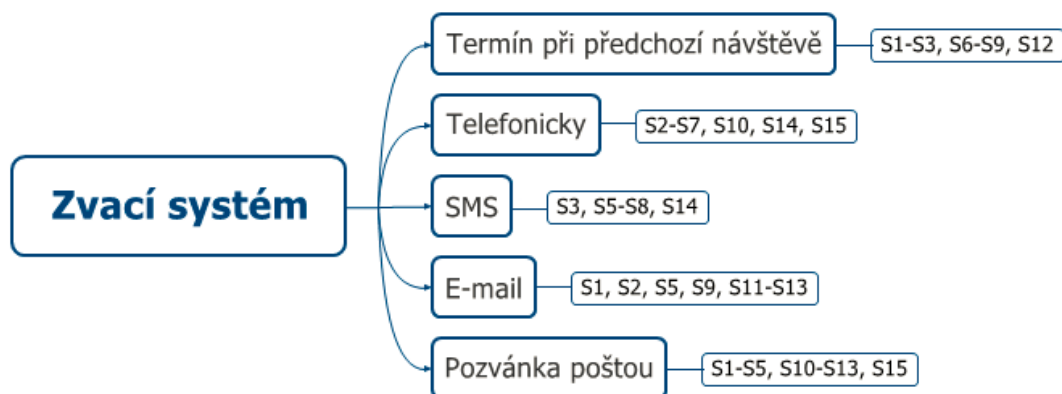 Zvací systém
Termín při předchozí návštěvě
S1-S3, S6-S9, S12
Telefonicky
S2-S7, S10, S14, S15
SMS
S3, S5-S8, S14
E-mail
S1, S2, S5, S9, S11-S13
Pozvánka poštou
S1-S5, S10-S13, S15